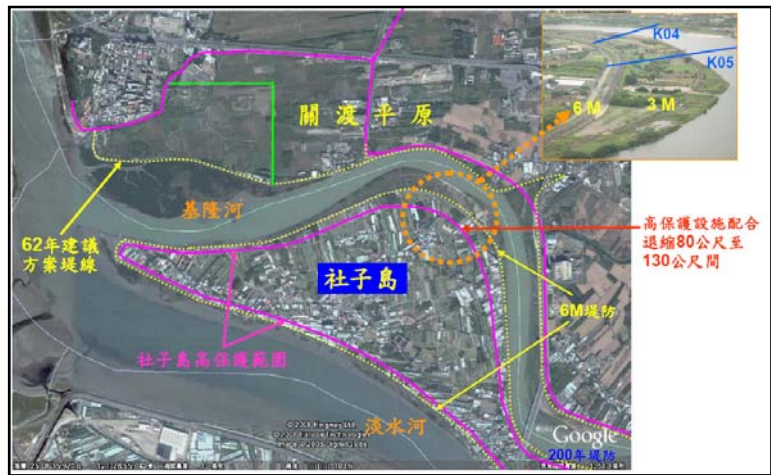 K04
K05
6 M
3 M
關渡平原
基隆河
62年建議
方案堤線
高保護設施配合
退縮80公尺至
130公尺間
社子島
6M堤防
社子島高保護範圍
淡水河
Google
200年堤防